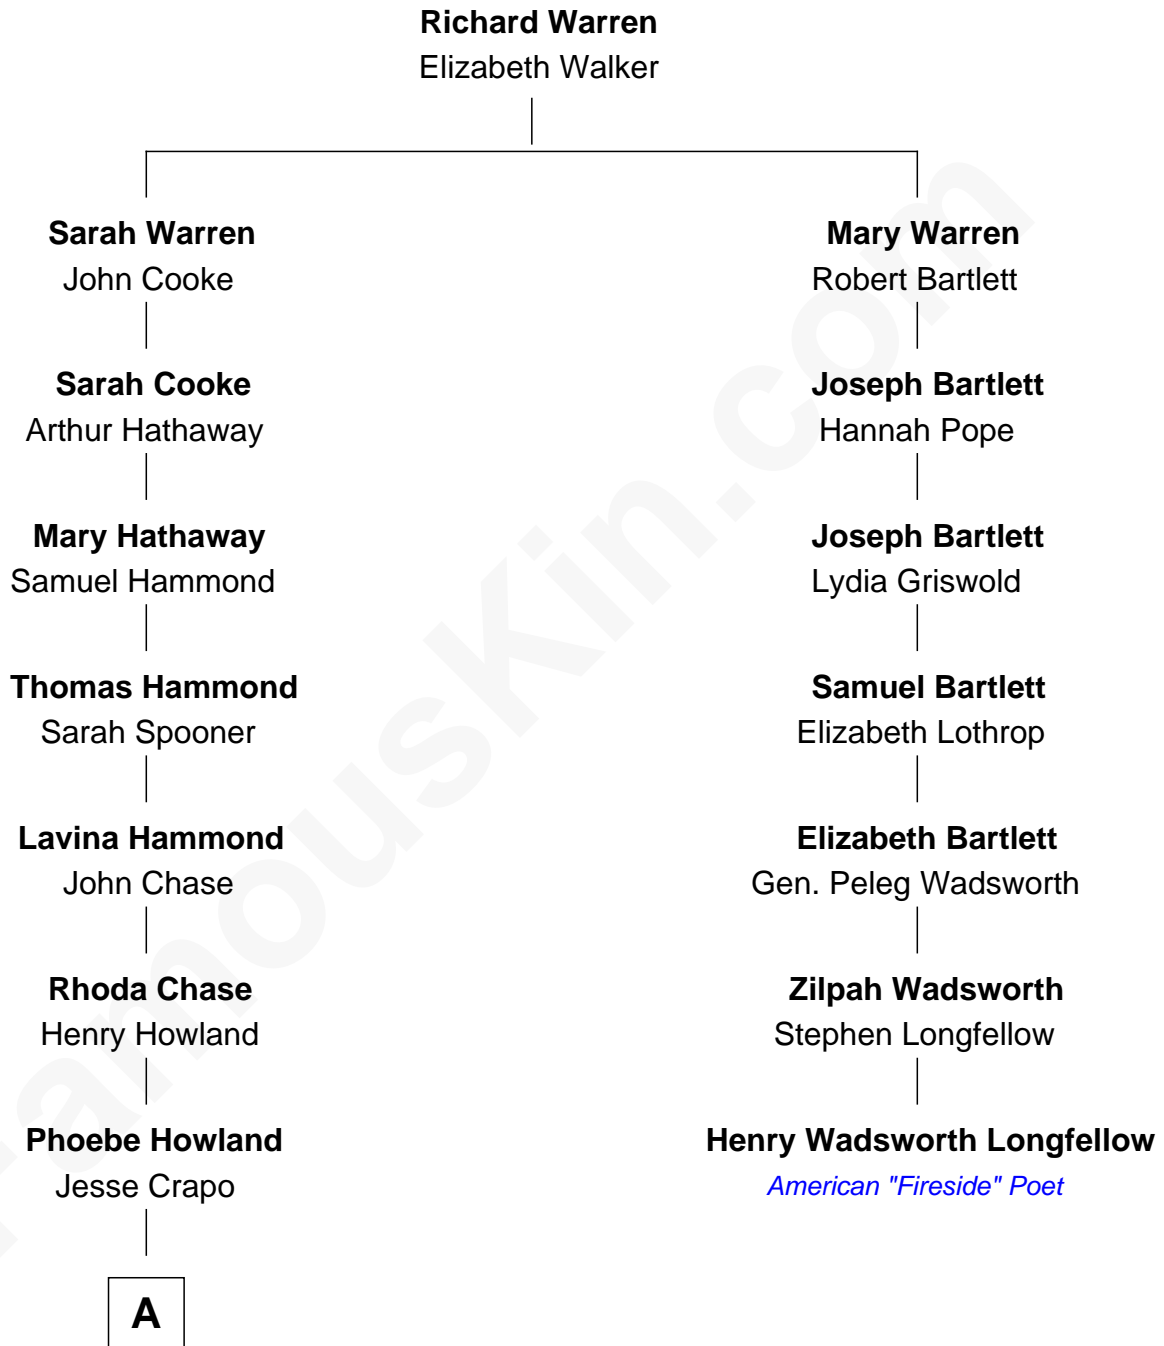 Richard Warren
Elizabeth Walker
Sarah Warren
John Cooke
Mary Warren
Robert Bartlett
Sarah Cooke
Arthur Hathaway
Joseph Bartlett
Hannah Pope
Mary Hathaway
Samuel Hammond
Joseph Bartlett
Lydia Griswold
Thomas Hammond
Sarah Spooner
Samuel Bartlett
Elizabeth Lothrop
Lavina Hammond
John Chase
Elizabeth Bartlett
Gen. Peleg Wadsworth
Rhoda Chase
Henry Howland
Zilpah Wadsworth
Stephen Longfellow
Phoebe Howland
Jesse Crapo
Henry Wadsworth Longfellow
American "Fireside" Poet
A
FamousKin.com